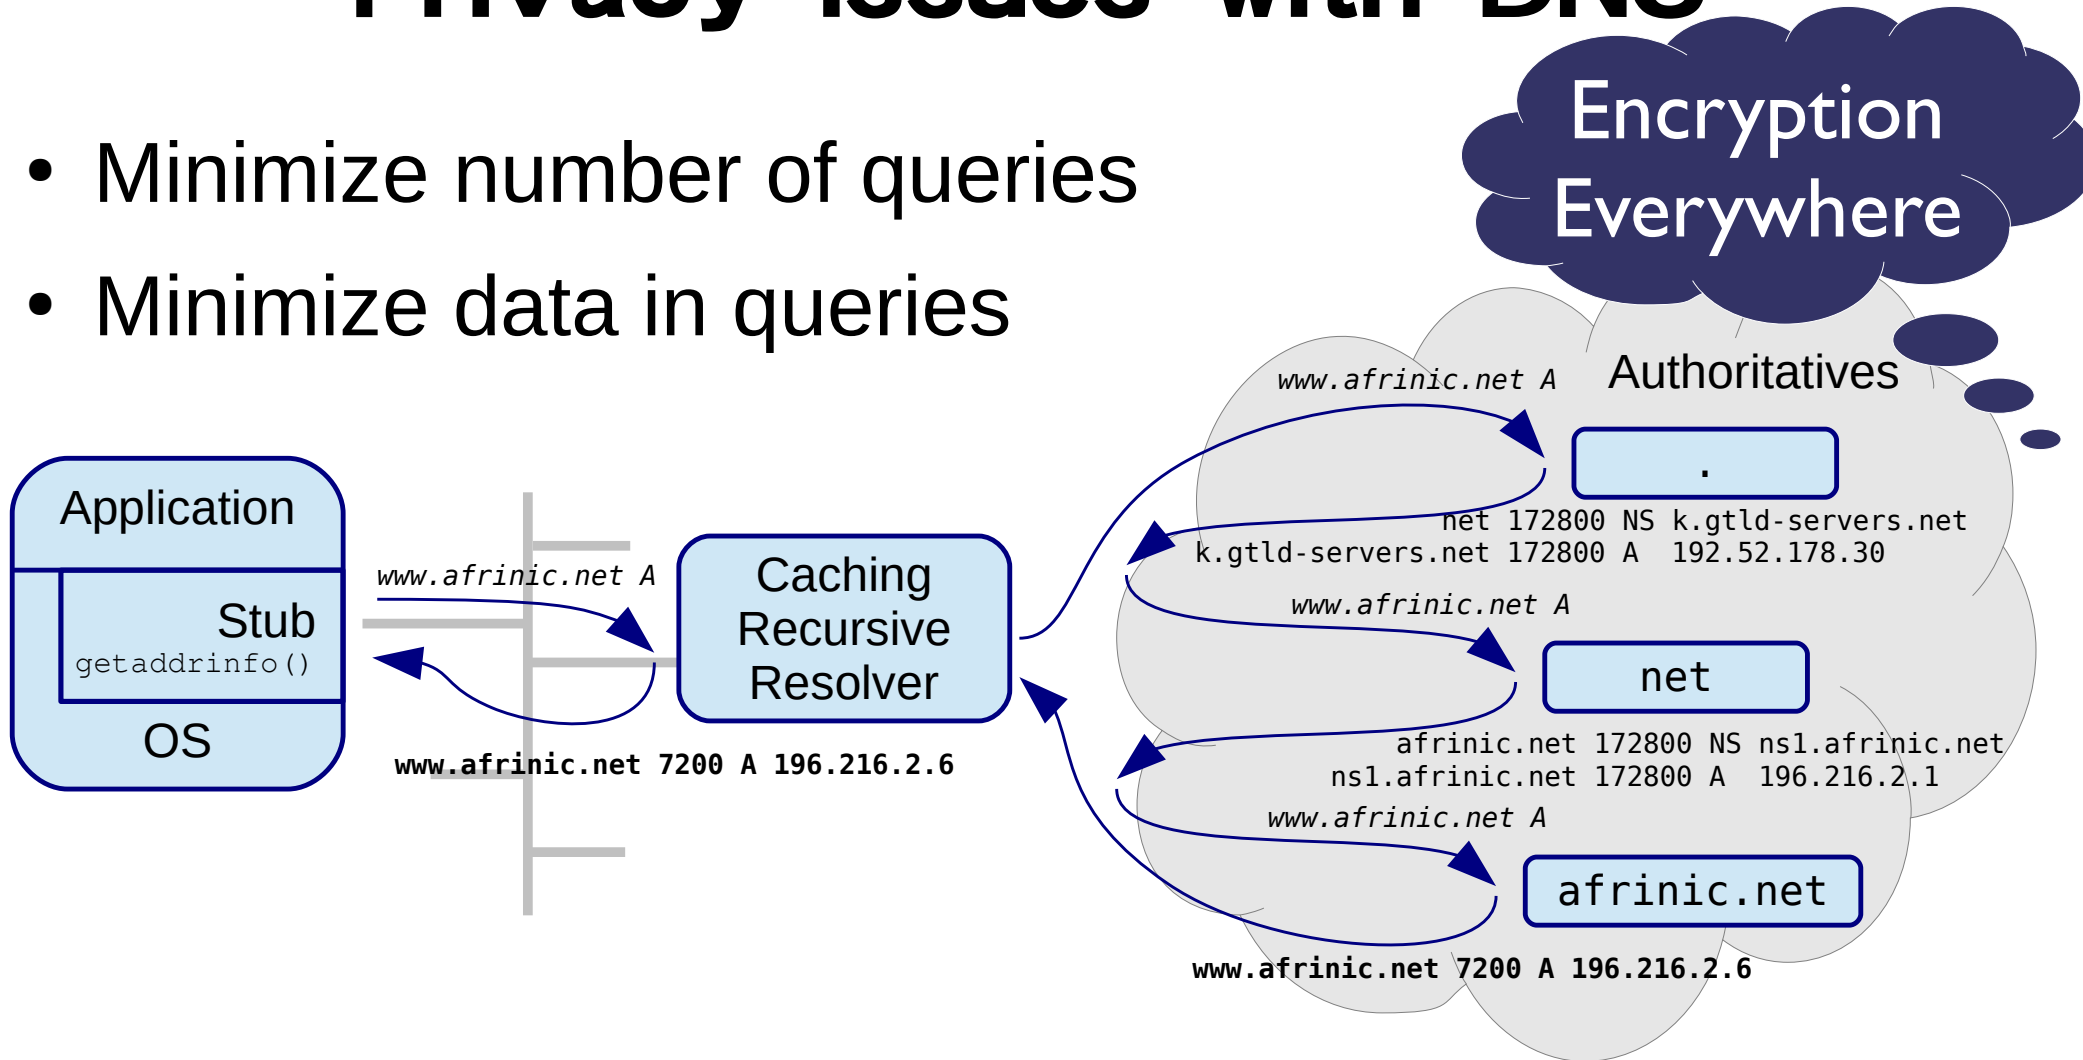 Privacy issues with DNS
Encryption
Everywhere
• Minimize number of queries
• Minimize data in queries
Authoritatives
www.afrinic.net A
.
net 172800 NS k.gtld-servers.net
k.gtld-servers.net 172800 A 192.52.178.30
Application
Stub
getaddrinfo()
OS
www.afrinic.net A
Caching
Recursive
Resolver
www.afrinic.net 7200 A 196.216.2.6
www.afrinic.net A
net
afrinic.net 172800 NS ns1.afrinic.net
ns1.afrinic.net 172800 A 196.216.2.1
www.afrinic.net A
afrinic.net
www.afrinic.net 7200 A 196.216.2.6